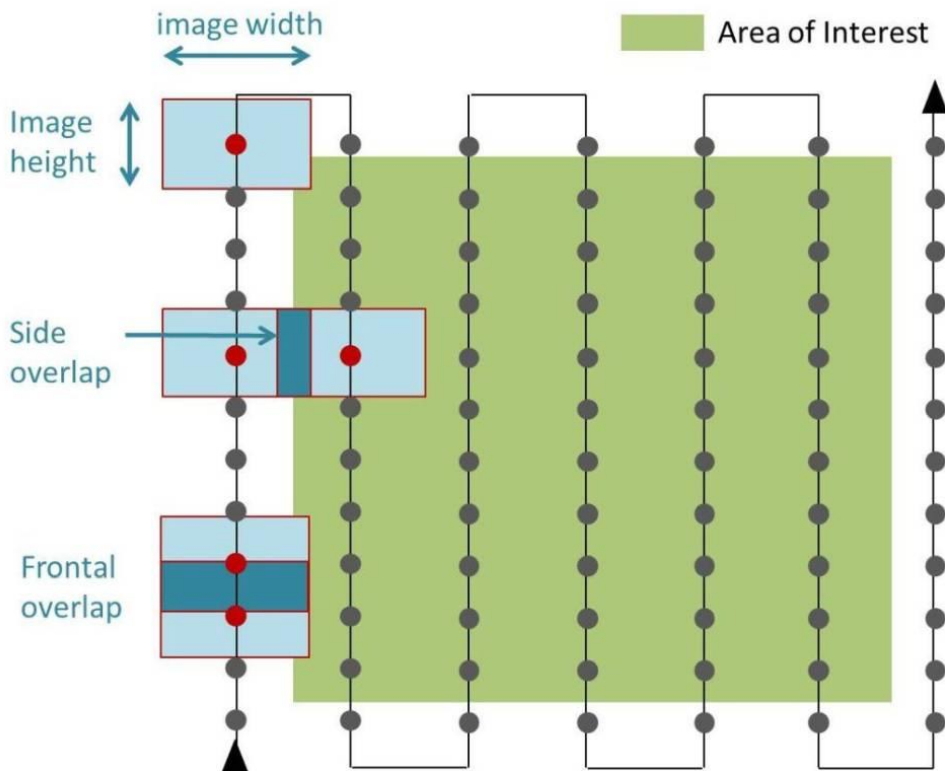 image width
Area of Interest
Image
height
Side
overlap
Frontal
overlap